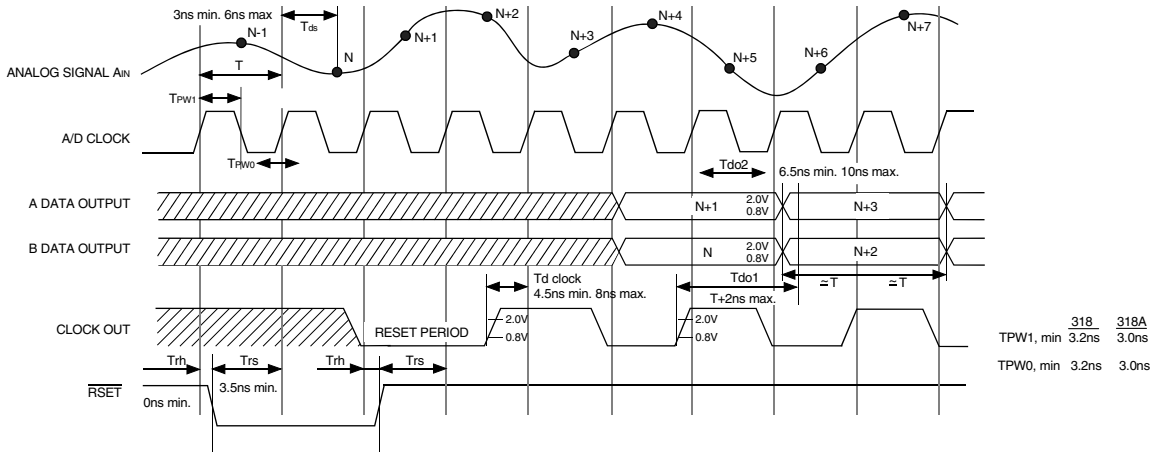 3ns min. 6ns max
Tds
N-1
N
N+1
N+2
N+3
N+4
N+5
N+6
N+7
ANALOG SIGNAL AIN
T
TPW1
A/D CLOCK
TPW0
Tdo2
6.5ns min. 10ns max.
A DATA OUTPUT
N+1
2.0V
0.8V
N+3
B DATA OUTPUT
N
2.0V
0.8V
N+2
Td clock
4.5ns min. 8ns max.
Tdo1
T+2ns max.
≃T
≃T
CLOCK OUT
RESET PERIOD
2.0V
0.8V
2.0V
0.8V
318 318A
TPW1, min 3.2ns 3.0ns
TPW0, min 3.2ns 3.0ns
Trh
Trs
Trh
Trs
RSET
3.5ns min.
0ns min.